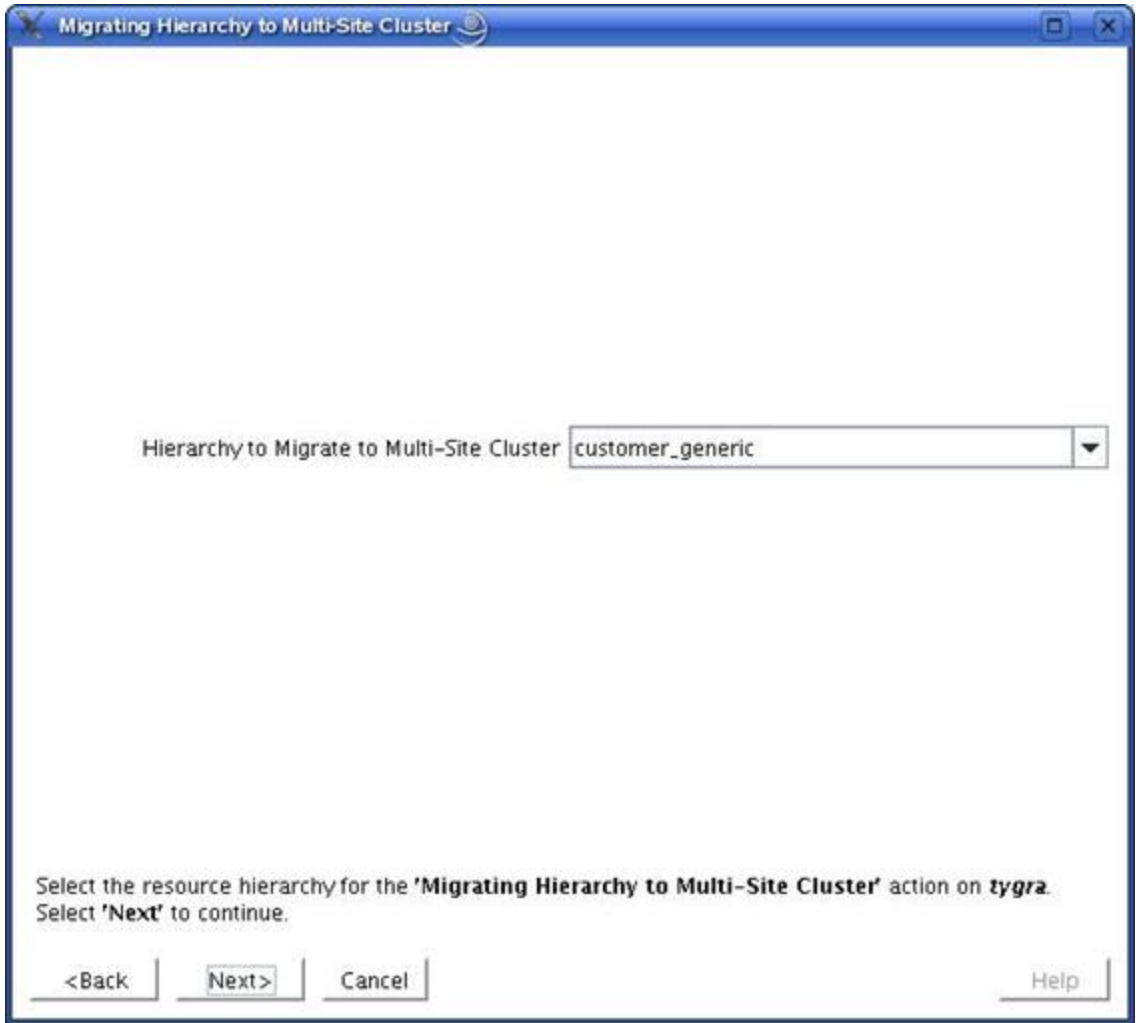 Migrating Hierarchy to Multi-Site Cluster
Hierarchy to Migrate to Multi-Site Cluster customer_generic
Select the resource hierarchy for the 'Migrating Hierarchy to Multi-Site Cluster' action on tygra.
Select 'Next' to continue.
<Back Next> Cancel Help